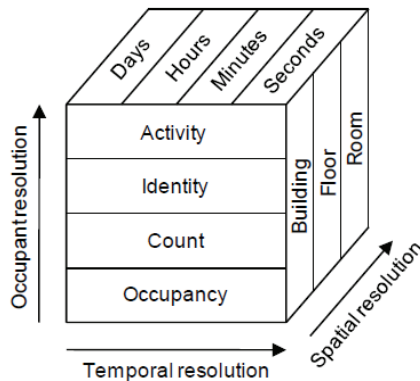 Days
Hours
Minutes
Seconds
Activity
Identity
Count
Occupancy
Building
Floor
Room
Occupant resolution
Temporal resolution
Spatial resolution